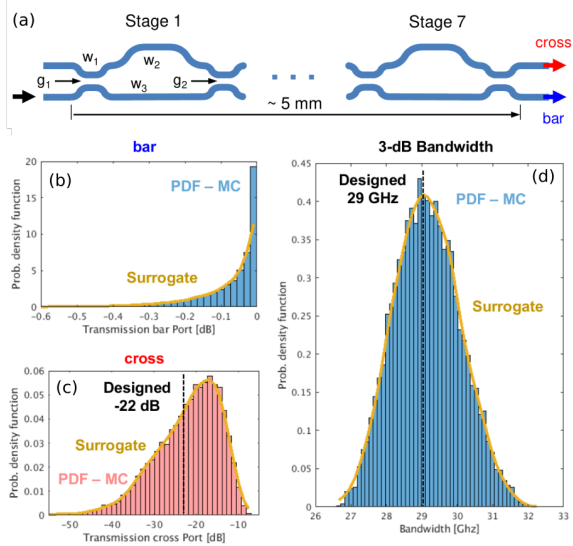 (a)
Stage 1
Stage 7
cross
w1
w2
g1
w3
g2
~ 5 mm
bar
bar
(b)
PDF – MC
Surrogate
Prob. density function
20
15
10
5
0
-0.6
-0.5
-0.4
-0.3
-0.2
-0.1
0
Transmission bar Port [dB]
cross
(c)
Designed
-22 dB
Surrogate
PDF – MC
Prob. density function
0.06
0.05
0.04
0.03
0.02
0.01
0
-50
-40
-30
-20
-10
Transmission cross Port [dB]
3-dB Bandwidth
(d)
Designed
29 GHz
PDF – MC
Surrogate
Prob. density function
0.45
0.4
0.35
0.3
0.25
0.2
0.15
0.1
0.05
0
26
27
28
29
30
31
32
33
Bandwidth [Ghz]